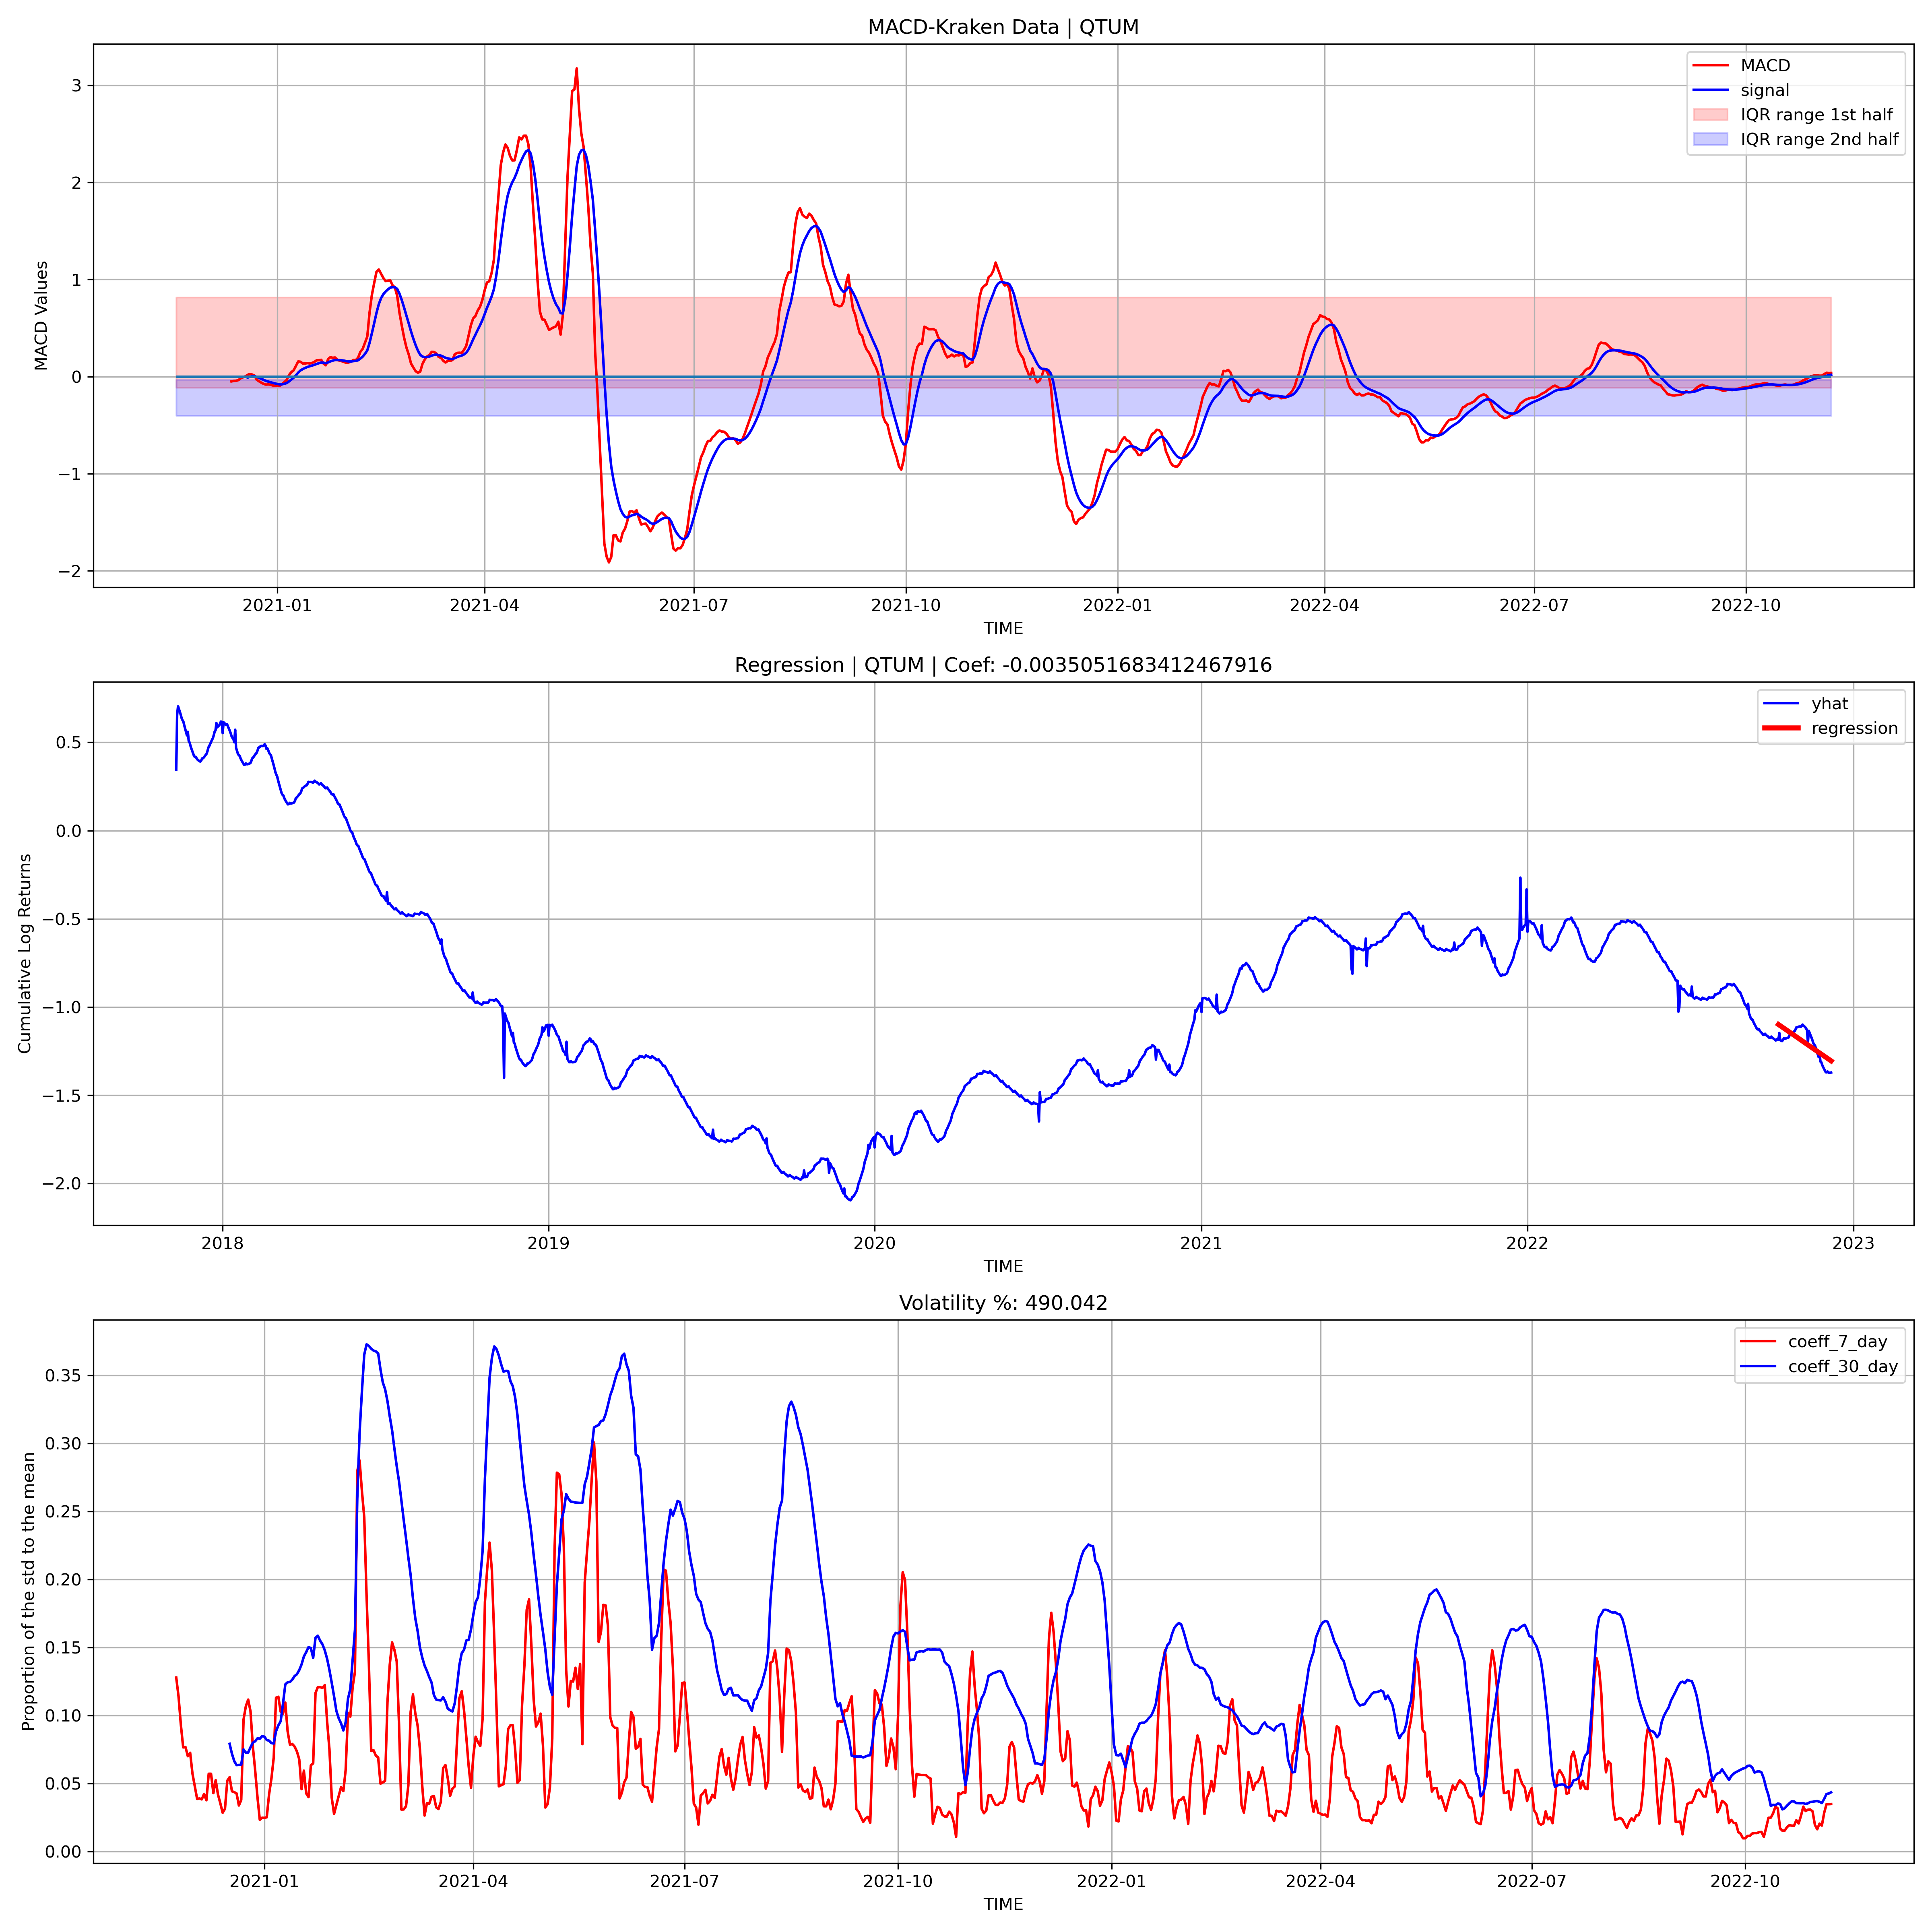 MACD-Kraken Data | QTUM
MACD
signal
IQR range 1st half
IQR range 2nd half
MACD Values
3
2
1
0
−1
−2
2021-01 2021-04 2021-07 2021-10 2022-01 2022-04 2022-07 2022-10
TIME
Regression | QTUM | Coef: -0.0035051683412467916
yhat
regression
Cumulative Log Returns
0.5
0.0
−0.5
−1.0
−1.5
−2.0
2018 2019 2020 2021 2022 2023
TIME
Volatility %: 490.042
coeff_7_day
coeff_30_day
Proportion of the std to the mean
0.35
0.30
0.25
0.20
0.15
0.10
0.05
0.00
2021-01 2021-04 2021-07 2021-10 2022-01 2022-04 2022-07 2022-10
TIME